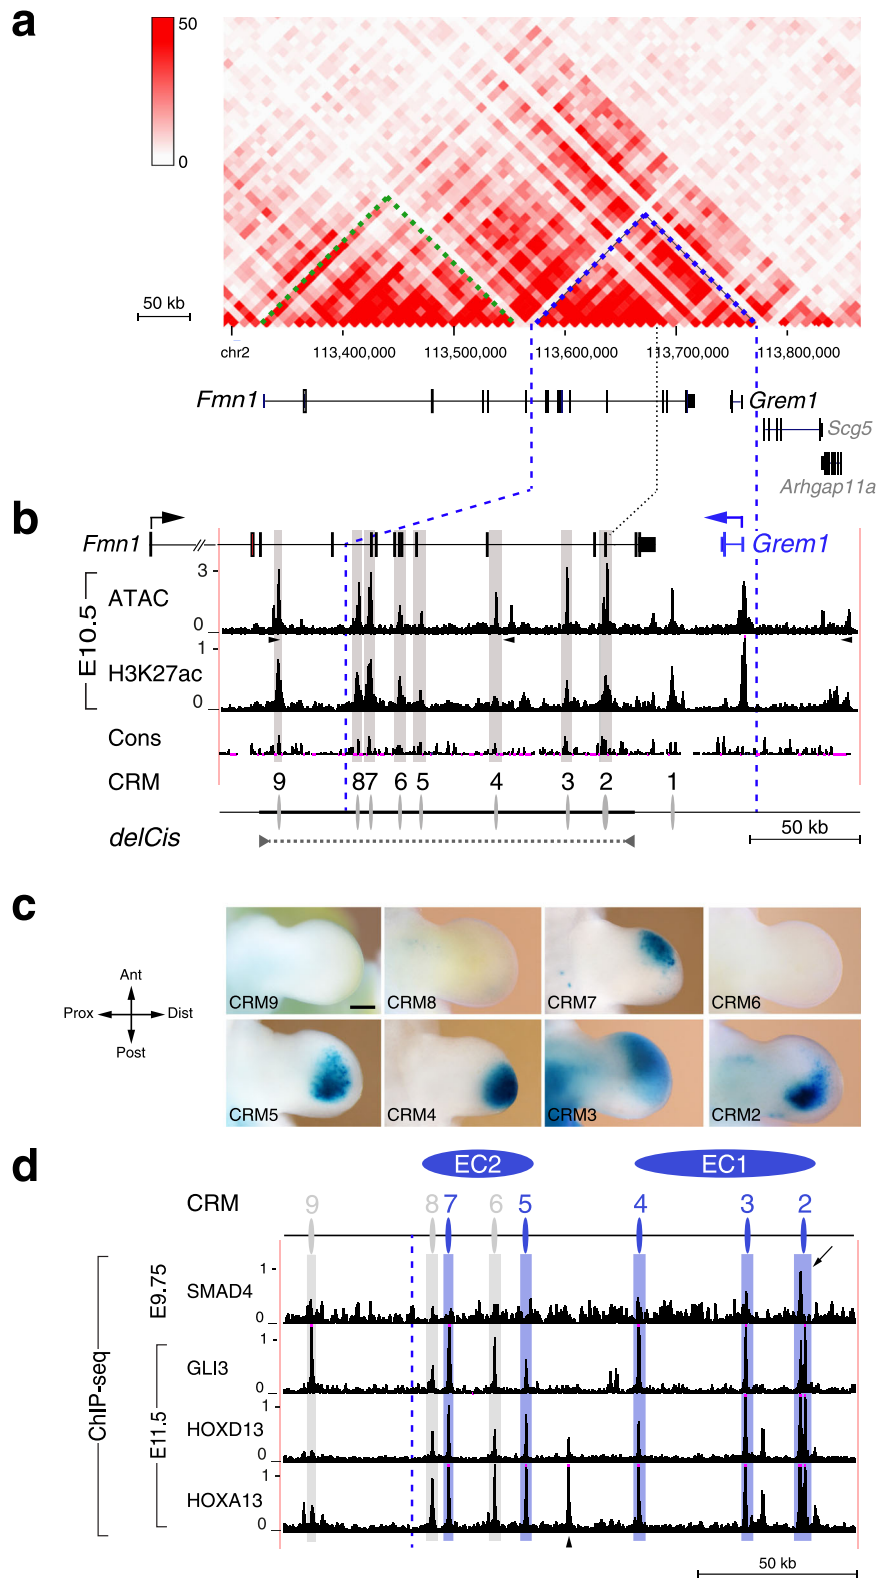 a
50
0
50 kb
chr2
113,400,000
113,500,000
113,600,000
113,700,000
113,800,000
Fmn1
Grem1
Scg5
Arhgap11a
b
Fmn1
Grem1
E10.5
3
ATAC
0
1
H3K27ac
0
Cons
CRM
9 8 7 6 5 4 3 2 1
delCis
50 kb
c
Ant
Prox
Dist
Post
CRM9
CRM8
CRM7
CRM6
CRM5
CRM4
CRM3
CRM2
d
EC2
EC1
CRM
9 8 7 6 5 4 3 2
ChIP-seq
E9.75
1
SMAD4
0
E11.5
1
GLI3
0
1
HOXD13
0
1
HOXA13
0
50 kb